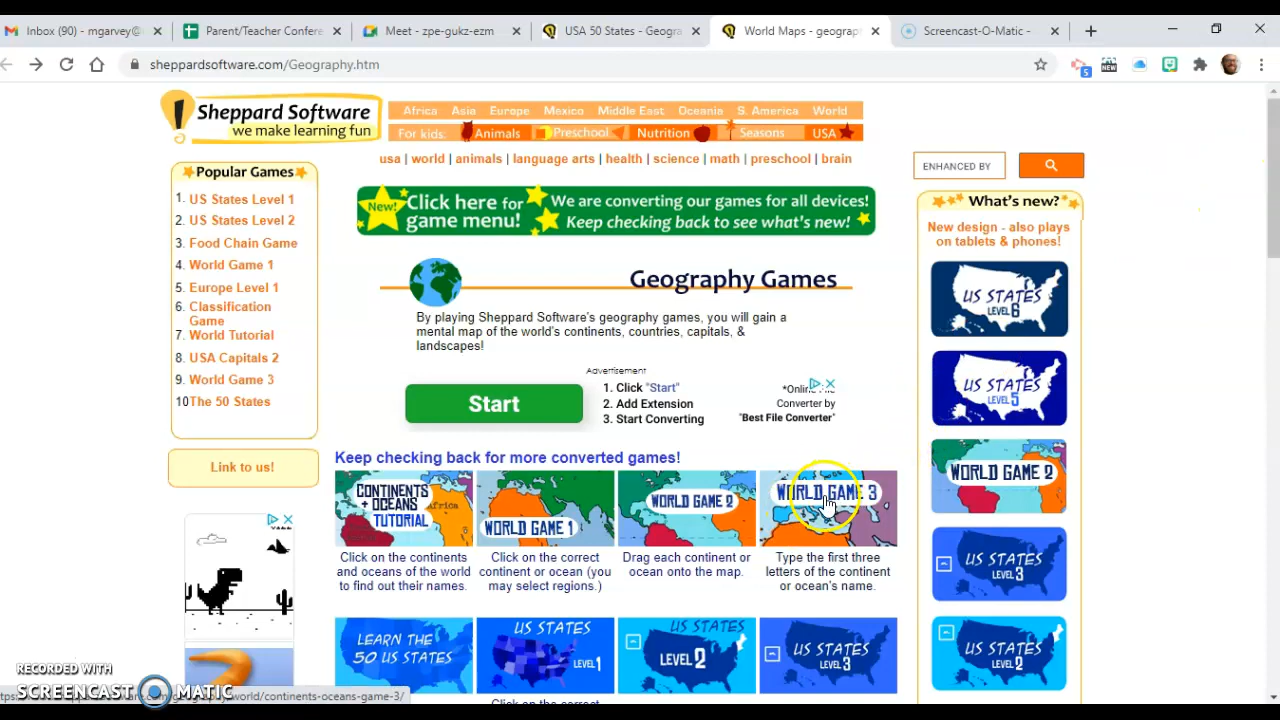 Inbox (90) - mgarvey@
Parent/Teacher Confere
Meet - zpe-gukz-ezm
USA 50 States - Geogra
World Maps - geograp
Screencast-O-Matic -
sheppardsoftware.com/Geography.htm
5
NEW
Sheppard Software
we make learning fun
Africa Asia Europe Mexico Middle East Oceania S. America World
For kids: Animals Preschool Nutrition Seasons USA
usa | world | animals | language arts | health | science | math | preschool | brain
Popular Games
1. US States Level 1
2. US States Level 2
3. Food Chain Game
4. World Game 1
5. Europe Level 1
6. Classification
Game
7. World Tutorial
8. USA Capitals 2
9. World Game 3
10 The 50 States
Link to us!
New! Click here for
game menu!
We are converting our games for all devices!
Keep checking back to see what's new!
Geography Games
By playing Sheppard Software's geography games, you will gain a
mental map of the world's continents, countries, capitals, &
landscapes!
Advertisement
Start
1. Click "Start"
2. Add Extension
3. Start Converting
Converter by
"Best File Converter"
Keep checking back for more converted games!
CONTINENTS
+ OCEANS
TUTORIAL
Africa
WORLD GAME 1
WORLD GAME 2
WORLD GAME 3
Click on the continents
and oceans of the world
to find out their names.
Click on the correct
continent or ocean (you
may select regions.)
Drag each continent or
ocean onto the map.
Type the first three
letters of the continent
or ocean's name.
LEARN THE
50 US STATES
US STATES
LEVEL 1
US STATES
LEVEL 2
US STATES
LEVEL 3
Click on the correct
ENHANCED BY
What's new?
New design - also plays
on tablets & phones!
US STATES
LEVEL 6
US STATES
LEVEL 5
WORLD GAME 2
US STATES
LEVEL 3
US STATES
LEVEL 2
RECORDED WITH
SCREENCAST MATIC
world/continents-oceans-game-3/